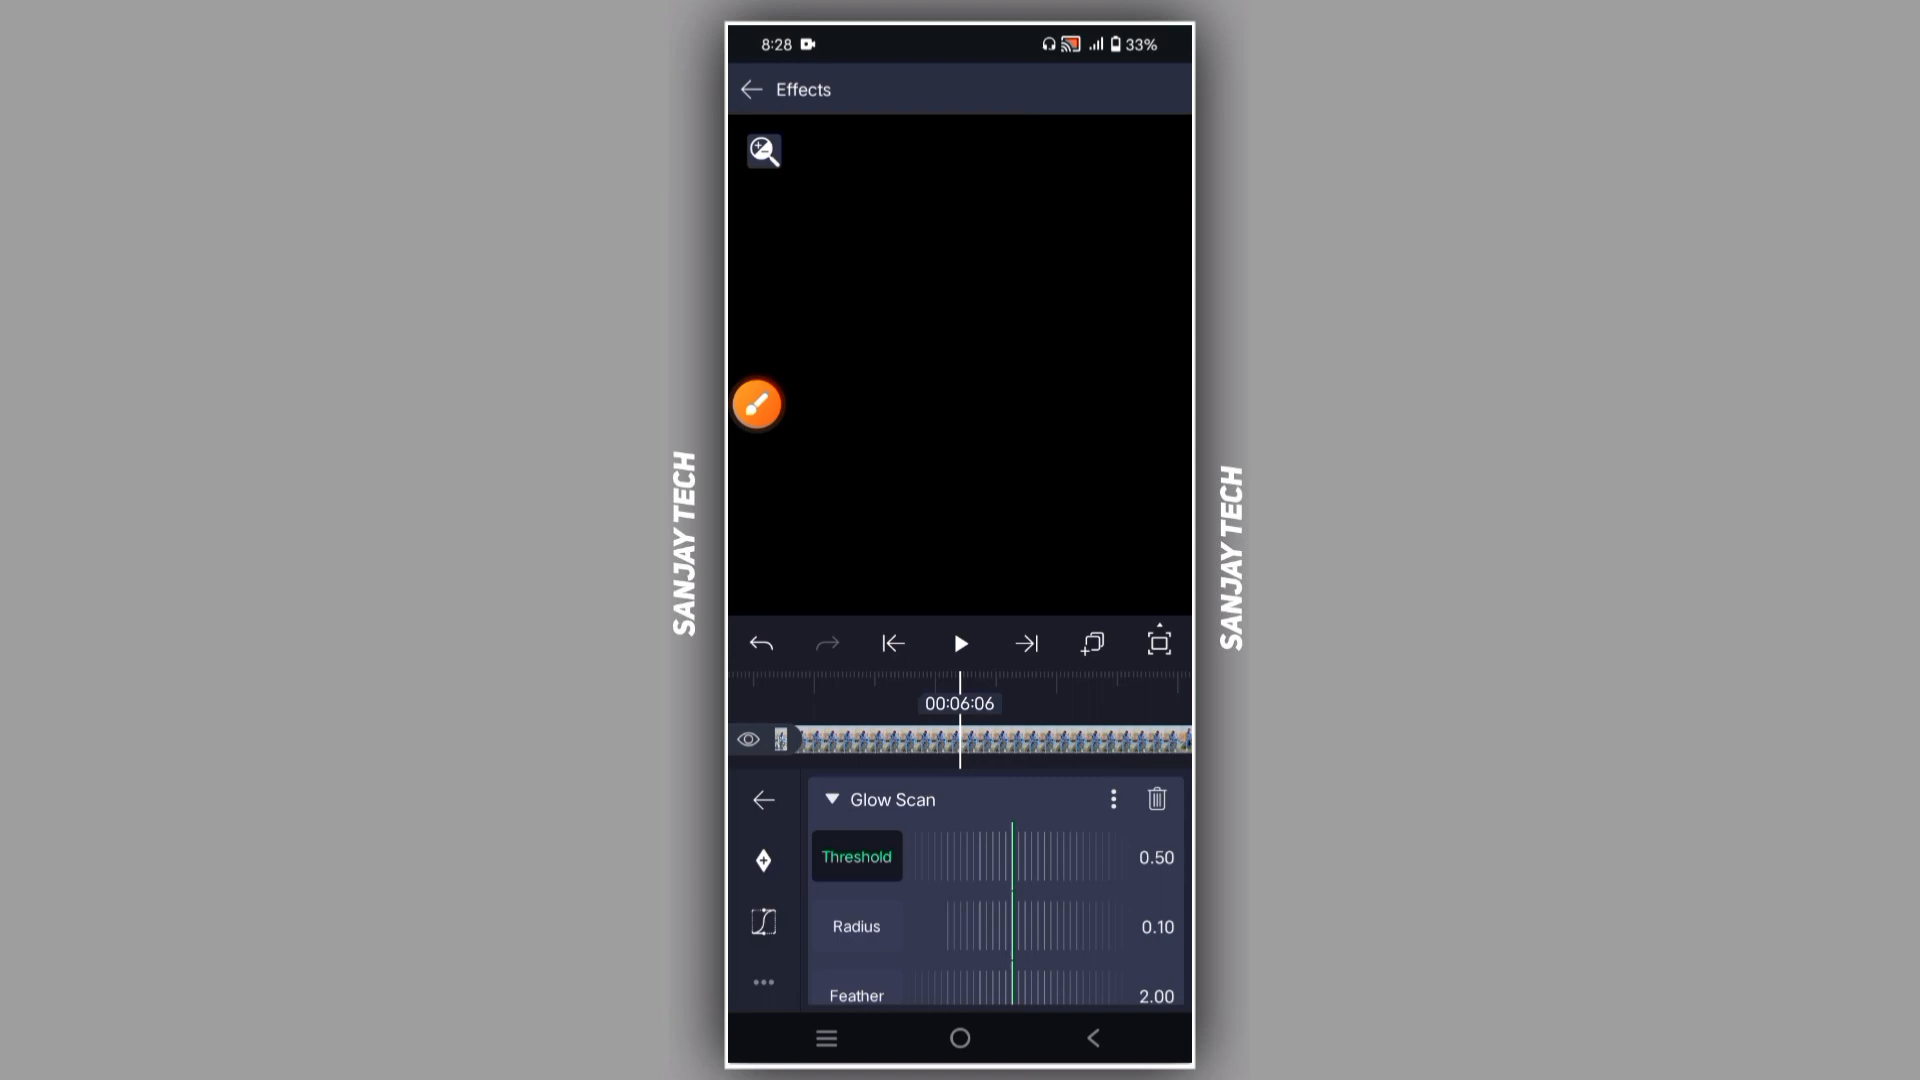 8:28
33%
Effects
SANJAY TECH
SANJAY TECH
00:06:06
Glow Scan
Threshold
0.50
Radius
0.10
Feather
2.00